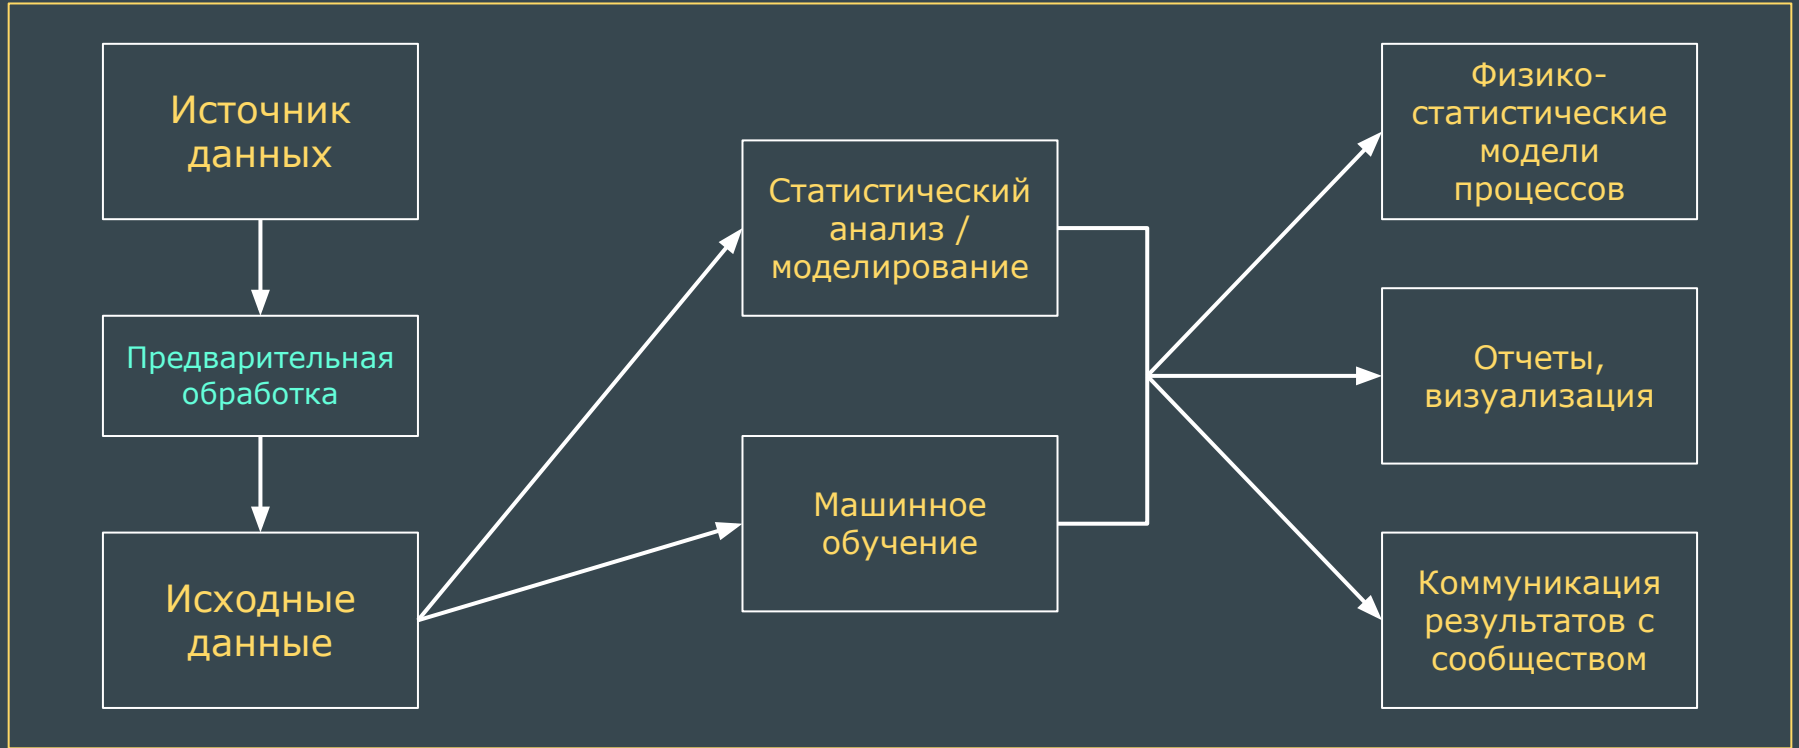 Источник
данных
Предварительная
обработка
Исходные
данные
Статистический
анализ /
моделирование
Машинное
обучение
Физико-
статистические
модели
процессов
Отчеты,
визуализация
Коммуникация
результатов с
сообществом